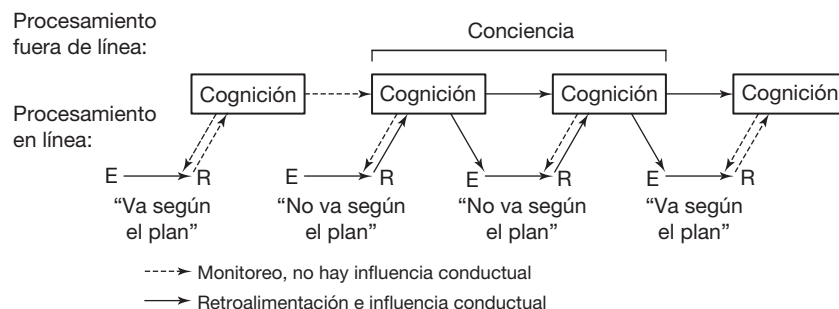 Procesamiento
fuera de línea:
Conciencia
Cognición Cognición Cognición Cognición
Procesamiento
en línea:
E R E R E R E R
“Va según “No va según “No va según “Va según
el plan” el plan” el plan” el plan”
Monitoreo, no hay influencia conductual
Retroalimentación e influencia conductual